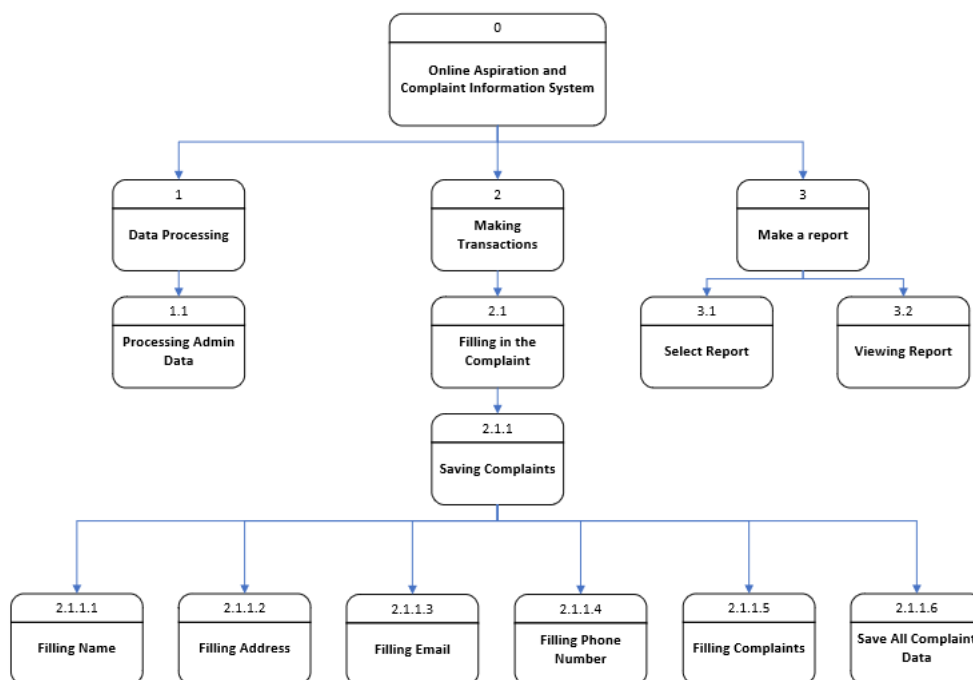 0
Online Aspiration and
Complaint Information System
1
Data Processing
2
Making
Transactions
3
Make a report
1.1
Processing Admin
Data
2.1
Filling in the
Complaint
3.1
Select Report
3.2
Viewing Report
2.1.1
Saving Complaints
2.1.1.1
Filling Name
2.1.1.2
Filling Address
2.1.1.3
Filling Email
2.1.1.4
Filling Phone
Number
2.1.1.5
Filling Complaints
2.1.1.6
Save All Complaint
Data